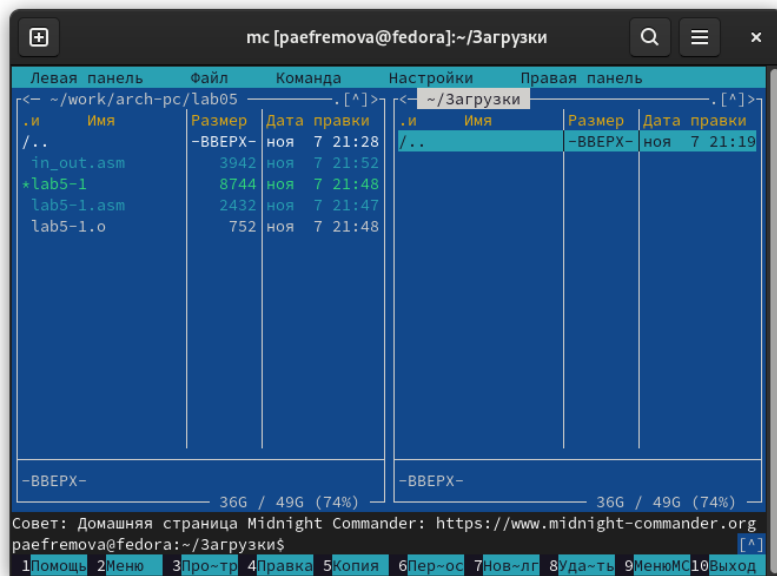 mc [paefremova@fedora]:~/Загрузки
Левая панель Файл Команда Настройки Правая панель
<— ~/work/arch-pc/lab05 .[^]> <— ~/Загрузки .[^]>
.и Имя Размер Дата правки .и Имя Размер Дата правки
/.. -ВВЕРХ- ноя 7 21:28 /.. -ВВЕРХ- ноя 7 21:19
in_out.asm 3942 ноя 7 21:52
*lab5-1 8744 ноя 7 21:48
lab5-1.asm 2432 ноя 7 21:47
lab5-1.o 752 ноя 7 21:48
-ВВЕРХ- -ВВЕРХ-
36G / 49G (74%) 36G / 49G (74%)
Совет: Домашняя страница Midnight Commander: https://www.midnight-commander.org
paefremova@fedora:~/Загрузки$ [^]
1Помощь 2Меню 3Про~тр 4Правка 5Копия 6Пер~ос 7Нов~лг 8Уда~ть 9МенюMC 10Выход